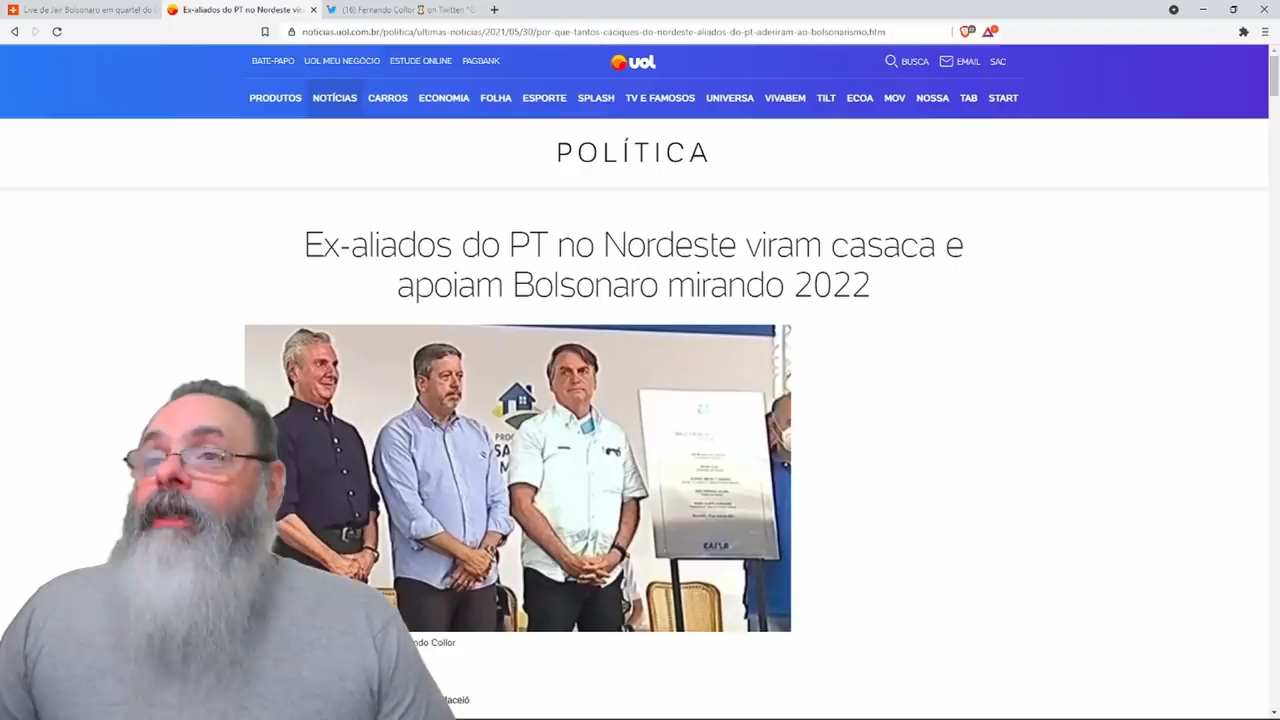 Live de Jair Bolsonaro em quartel do E
Ex-aliados do PT no Nordeste vira
(16) Fernando Collor on Twitter: "
noticias.uol.com.br/politica/ultimas-noticias/2021/05/30/por-que-tantos-caciques-do-nordeste-aliados-do-pt-aderiram-ao-bolsonarismo.htm
BATE-PAPO UOL MEU NEGÓCIO ESTUDE ONLINE PAGBANK
UOL
BUSCA EMAIL SAC
PRODUTOS NOTÍCIAS CARROS ECONOMIA FOLHA ESPORTE SPLASH TV E FAMOSOS UNIVERSA VIVABEM TILT ECOA MOV NOSSA TAB START
POLÍTICA
Ex-aliados do PT no Nordeste viram casaca e
apoiam Bolsonaro mirando 2022
CAIXA
ndo Collor
Maceió